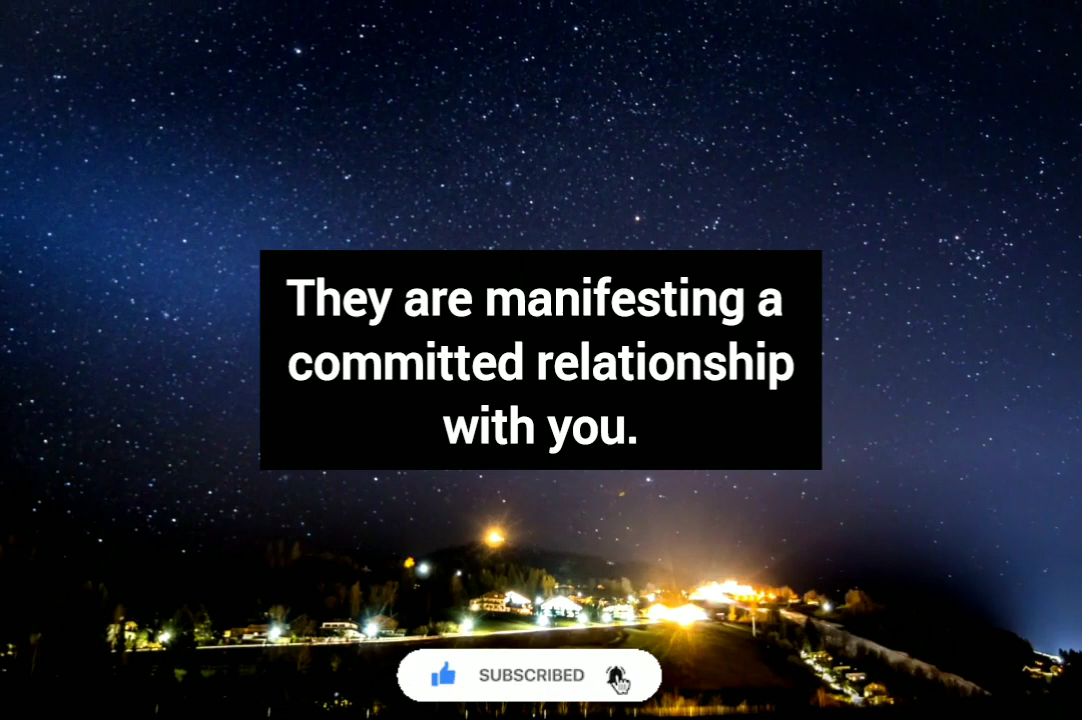 They are manifesting a
committed relationship
with you.
SUBSCRIBED